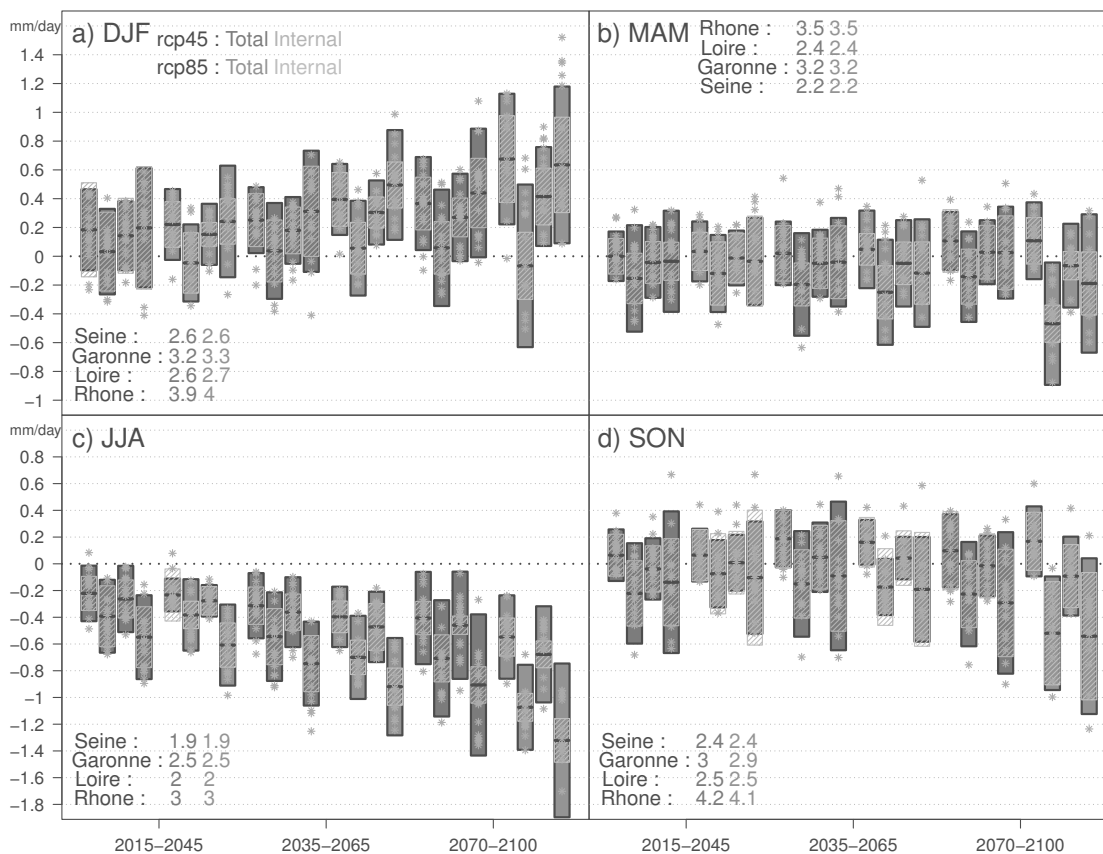 mm/day
a) DJF
rcp45 : Total Internal
rcp85 : Total Internal
1.4
1.2
1
0.8
0.6
0.4
0.2
0
−0.2
−0.4
−0.6
−0.8
−1
Seine : 2.6 2.6
Garonne : 3.2 3.3
Loire : 2.6 2.7
Rhone : 3.9 4
b) MAM
Rhone : 3.5 3.5
Loire : 2.4 2.4
Garonne : 3.2 3.2
Seine : 2.2 2.2
mm/day
c) JJA
0.8
0.6
0.4
0.2
0
−0.2
−0.4
−0.6
−0.8
−1
−1.2
−1.4
−1.6
−1.8
Seine : 1.9 1.9
Garonne : 2.5 2.5
Loire : 2 2
Rhone : 3 3
d) SON
Seine : 2.4 2.4
Garonne : 3 2.9
Loire : 2.5 2.5
Rhone : 4.2 4.1
2015−2045 2035−2065 2070−2100 2015−2045 2035−2065 2070−2100